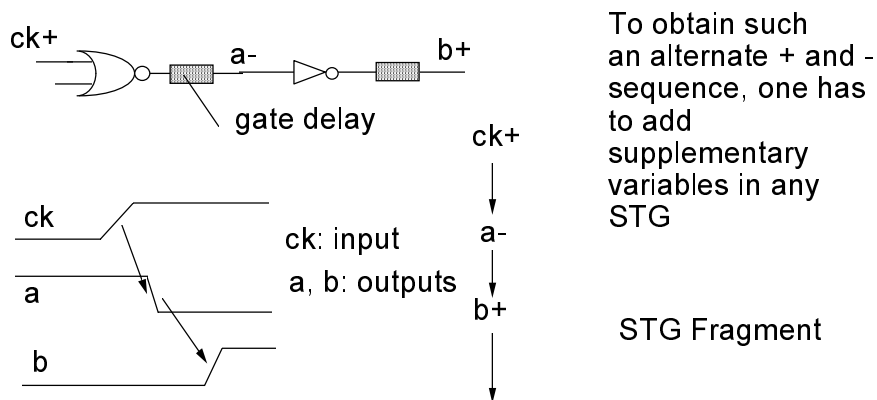 ck+
a-
b+
gate delay
To obtain such
an alternate + and -
sequence, one has
to add
supplementary
variables in any
STG
ck+
a-
b+
ck
a
b
ck: input
a, b: outputs
STG Fragment